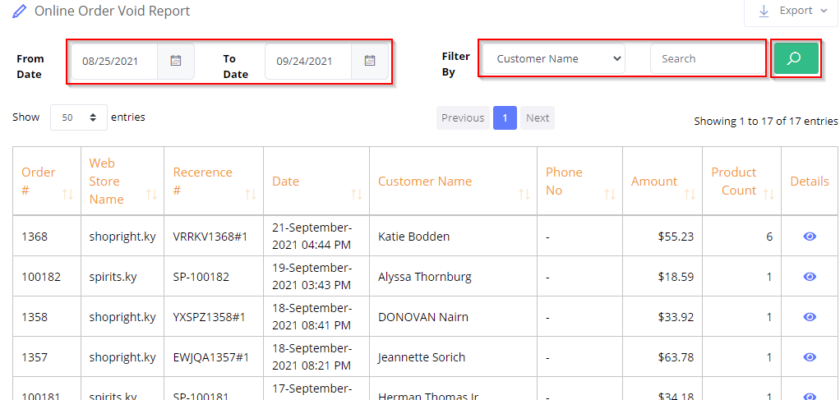 Online Order Void Report
Export
From Date 08/25/2021 To Date 09/24/2021 Filter By Customer Name Search
Show 50 entries Previous 1 Next Showing 1 to 17 of 17 entries
Order # Web Store Name Recerence # Date Customer Name Phone No Amount Product Count Details
1368 shopright.ky VRRKV1368#1 21-September-2021 04:44 PM Katie Bodden - $55.23 6
100182 spirits.ky SP-100182 19-September-2021 03:43 PM Alyssa Thornburg - $18.59 1
1358 shopright.ky YXSPZ1358#1 18-September-2021 08:41 PM DONOVAN Nairn - $33.92 1
1357 shopright.ky EWJQA1357#1 18-September-2021 08:21 PM Jeannette Sorich - $63.78 1
100181 spirits.ky SP-100181 17-September- Herman Thomas Jr - $34.18 1